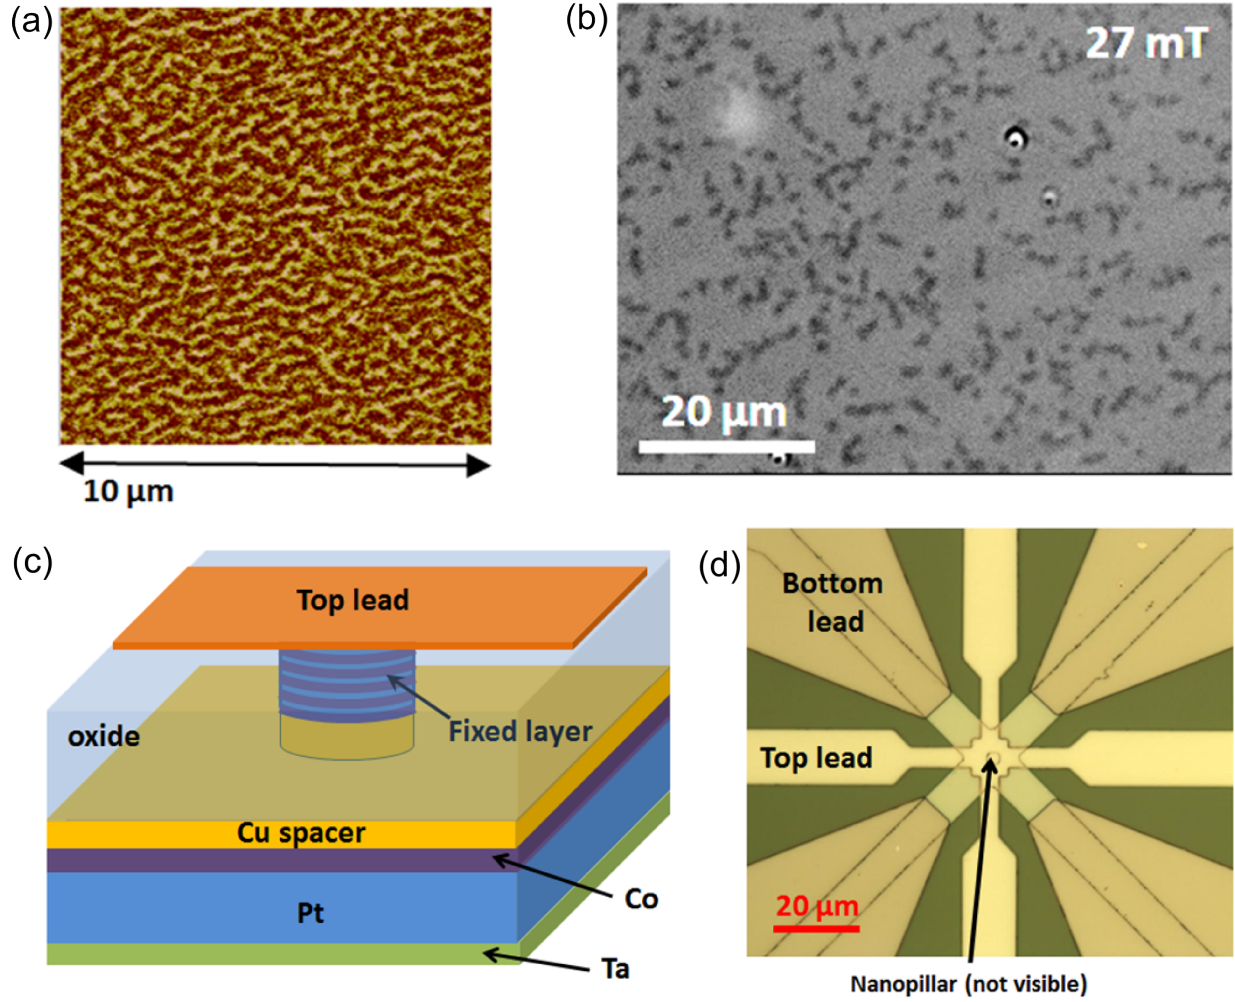 (a)
10 μm
(b)
27 mT
20 μm
(c)
Top lead
Fixed layer
oxide
Cu spacer
Co
Pt
Ta
(d)
Bottom
lead
Top lead
20 μm
Nanopillar (not visible)